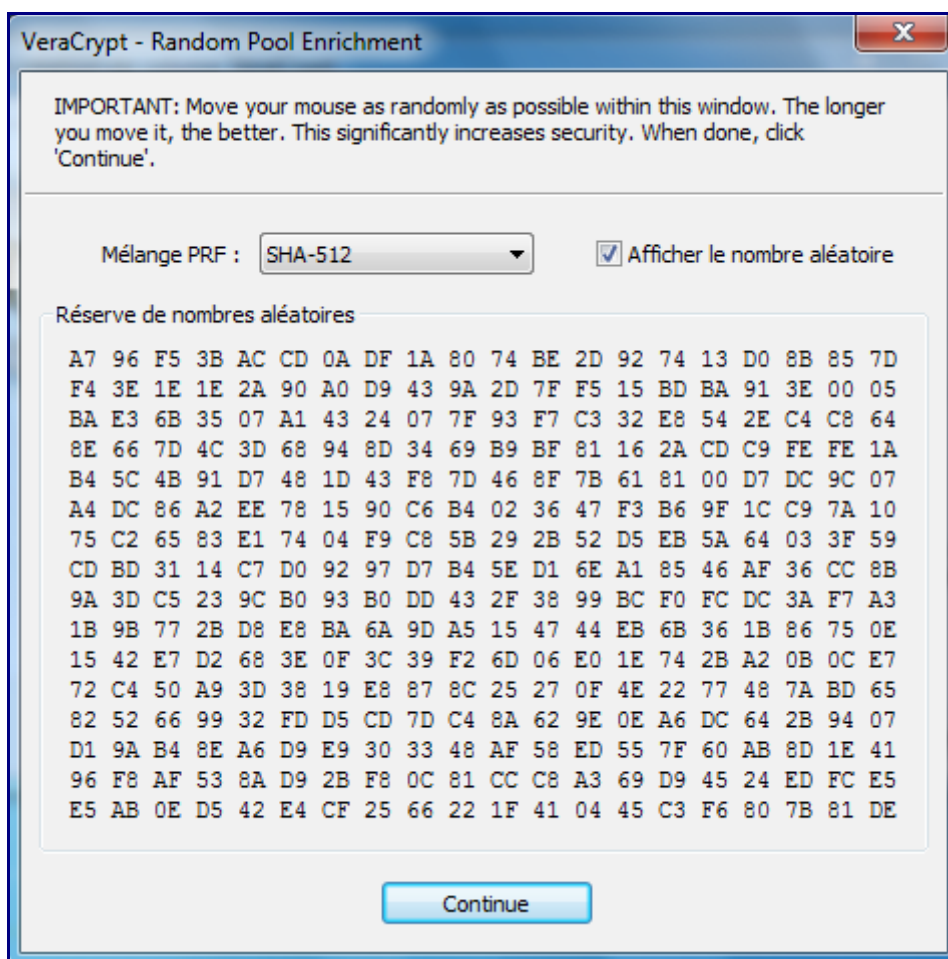 VeraCrypt - Random Pool Enrichment
IMPORTANT: Move your mouse as randomly as possible within this window. The longer
you move it, the better. This significantly increases security. When done, click
'Continue'.
Mélange PRF : SHA-512 Afficher le nombre aléatoire
Réserve de nombres aléatoires
A7 96 F5 3B AC CD 0A DF 1A 80 74 BE 2D 92 74 13 D0 8B 85 7D
F4 3E 1E 1E 2A 90 A0 D9 43 9A 2D 7F F5 15 BD BA 91 3E 00 05
BA E3 6B 35 07 A1 43 24 07 7F 93 F7 C3 32 E8 54 2E C4 C8 64
8E 66 7D 4C 3D 68 94 8D 34 69 B9 BF 81 16 2A CD C9 FE FE 1A
B4 5C 4B 91 D7 48 1D 43 F8 7D 46 8F 7B 61 81 00 D7 DC 9C 07
A4 DC 86 A2 EE 78 15 90 C6 B4 02 36 47 F3 B6 9F 1C C9 7A 10
75 C2 65 83 E1 74 04 F9 C8 5B 29 2B 52 D5 EB 5A 64 03 3F 59
CD BD 31 14 C7 D0 92 97 D7 B4 5E D1 6E A1 85 46 AF 36 CC 8B
9A 3D C5 23 9C B0 93 B0 DD 43 2F 38 99 BC F0 FC DC 3A F7 A3
1B 9B 77 2B D8 E8 BA 6A 9D A5 15 47 44 EB 6B 36 1B 86 75 0E
15 42 E7 D2 68 3E 0F 3C 39 F2 6D 06 E0 1E 74 2B A2 0B 0C E7
72 C4 50 A9 3D 38 19 E8 87 8C 25 27 0F 4E 22 77 48 7A BD 65
82 52 66 99 32 FD D5 CD 7D C4 8A 62 9E 0E A6 DC 64 2B 94 07
D1 9A B4 8E A6 D9 E9 30 33 48 AF 58 ED 55 7F 60 AB 8D 1E 41
96 F8 AF 53 8A D9 2B F8 0C 81 CC C8 A3 69 D9 45 24 ED FC E5
E5 AB 0E D5 42 E4 CF 25 66 22 1F 41 04 45 C3 F6 80 7B 81 DE
Continue